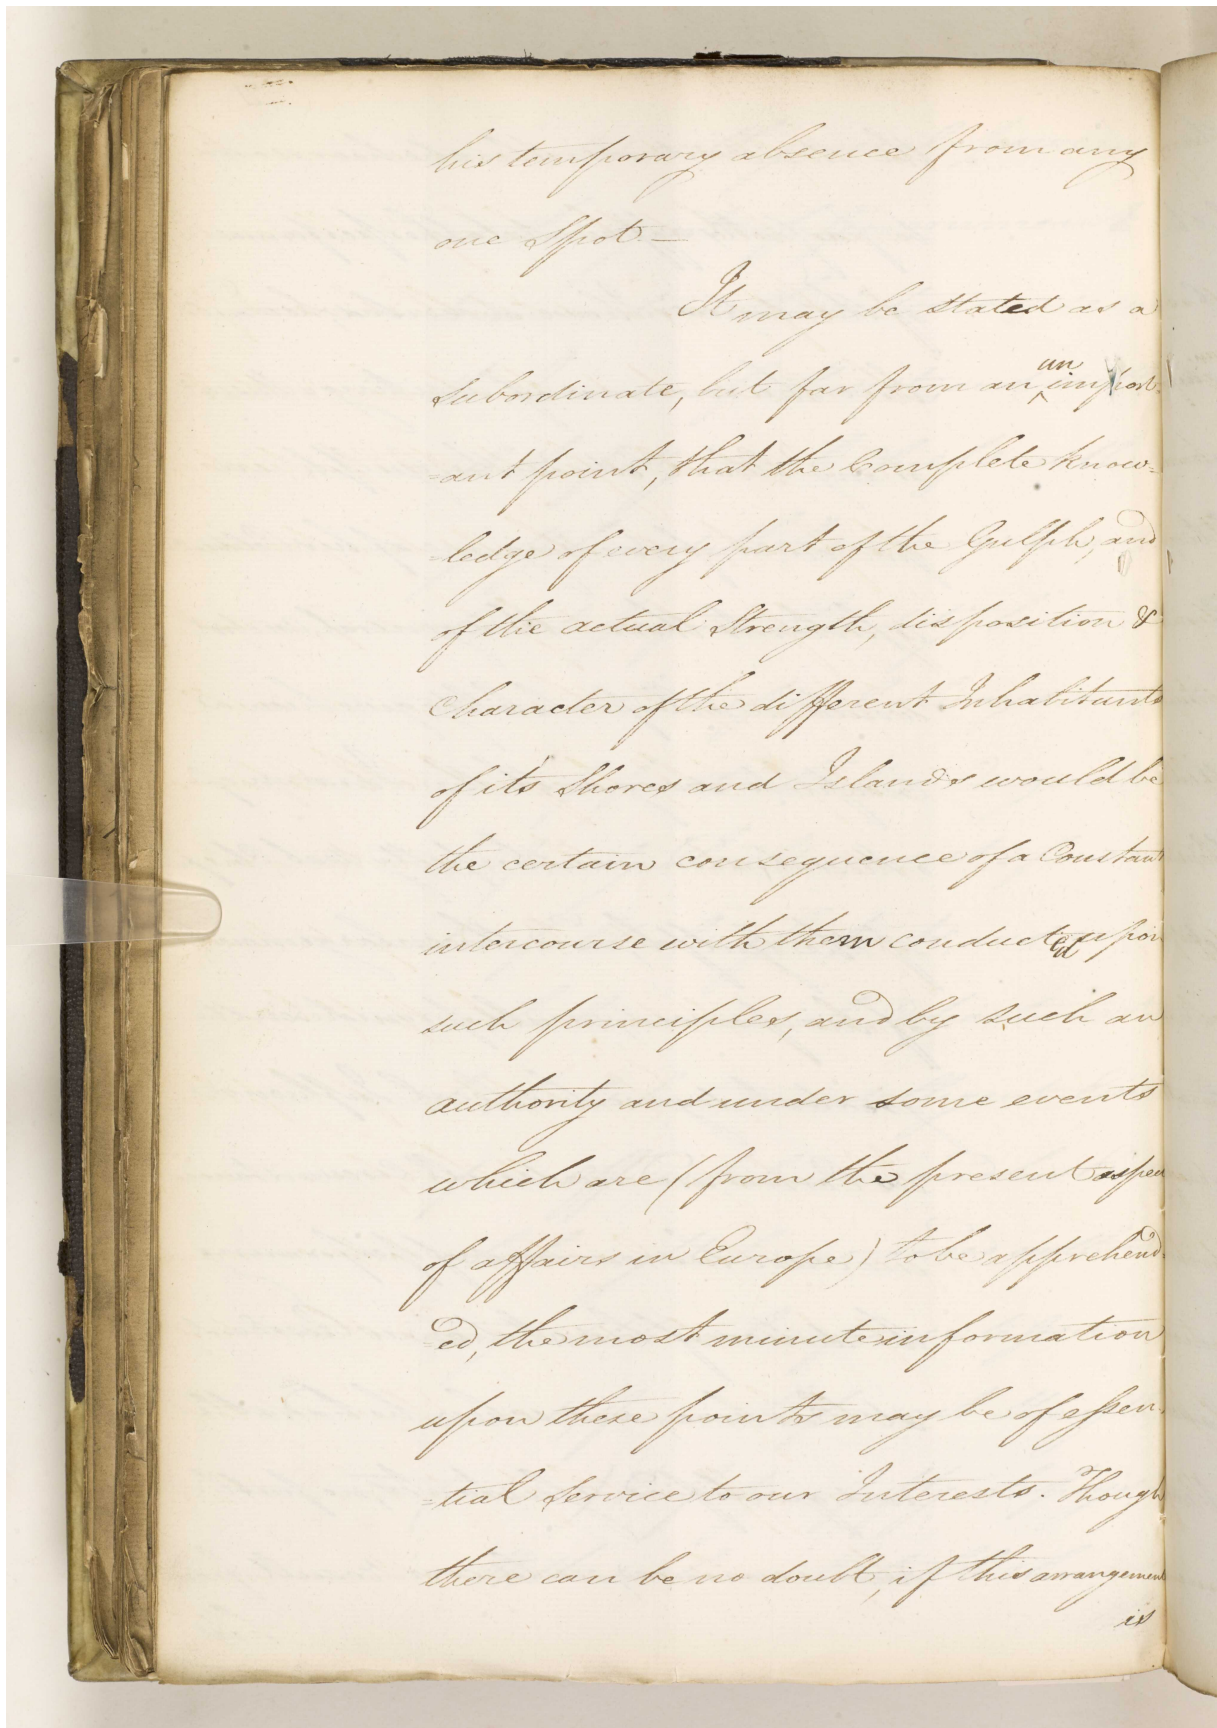 his temporary absence from any
one Spot. —
It may be stated as a
subordinate, but far from an unimport
=ant point, that the Complete know=
=ledge of every part of the Gulph, and
of the actual Strength, disposition &
Character of the different Inhabitants
of it's Shores and Islands would be
the certain consequence of a Constant
intercourse with them conducted upon
such principles, and by such an
authority and under some events
which are (from the present aspect
of affairs in Europe) to be apprehend
=ed, the most minute information
upon these points may be of essen
=tial Service to our Interests. Though
there can be no doubt, if this arrangement
is